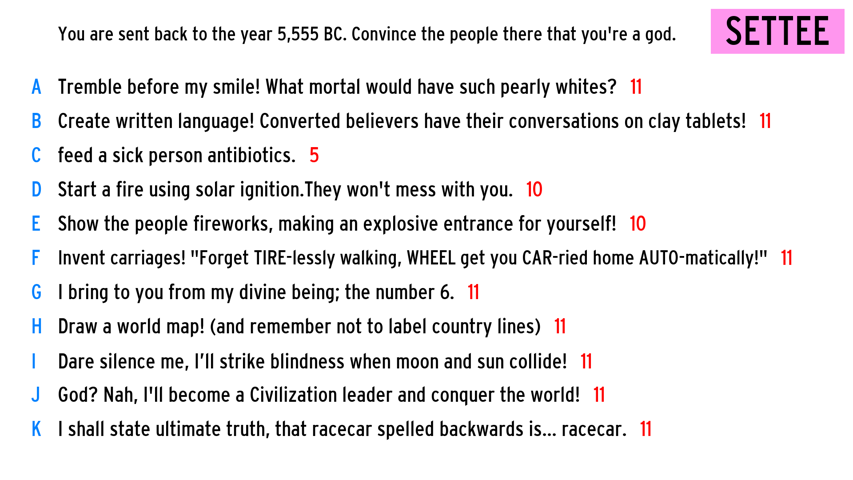 You are sent back to the year 5,555 BC. Convince the people there that you're a god.
SETTEE
A Tremble before my smile! What mortal would have such pearly whites? 11
B Create written language! Converted believers have their conversations on clay tablets! 11
C feed a sick person antibiotics. 5
D Start a fire using solar ignition.They won't mess with you. 10
E Show the people fireworks, making an explosive entrance for yourself! 10
F Invent carriages! "Forget TIRE-lessly walking, WHEEL get you CAR-ried home AUTO-matically!" 11
G I bring to you from my divine being; the number 6. 11
H Draw a world map! (and remember not to label country lines) 11
I Dare silence me, I’ll strike blindness when moon and sun collide! 11
J God? Nah, I'll become a Civilization leader and conquer the world! 11
K I shall state ultimate truth, that racecar spelled backwards is... racecar. 11